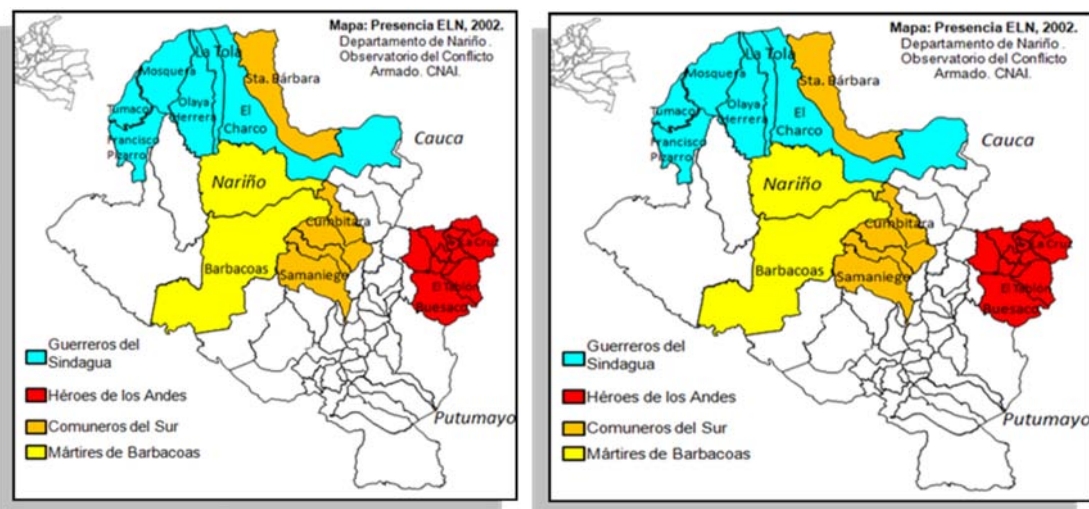 Mapa: Presencia ELN, 2002.
Departamento de Nariño .
Observatorio del Conflicto
Armado. CNAI.
La Tola
Mosquera
Sta. Bárbara
Tumaco
Olaya
Herrera
El
Charco
Francisco
Pizarro
Cauca
Nariño
Cumbitara
La Cruz
Barbacoas
Samaniego
El Tablón
Buesaco
Guerreros del
Sindagua
Héroes de los Andes
Comuneros del Sur
Mártires de Barbacoas
Putumayo
Mapa: Presencia ELN, 2002.
Departamento de Nariño .
Observatorio del Conflicto
Armado. CNAI.
La Tola
Mosquera
Sta. Bárbara
Tumaco
Olaya
Herrera
El
Charco
Francisco
Pizarro
Cauca
Nariño
Cumbitara
La Cruz
Barbacoas
Samaniego
El Tablón
Buesaco
Guerreros del
Sindagua
Héroes de los Andes
Comuneros del Sur
Mártires de Barbacoas
Putumayo